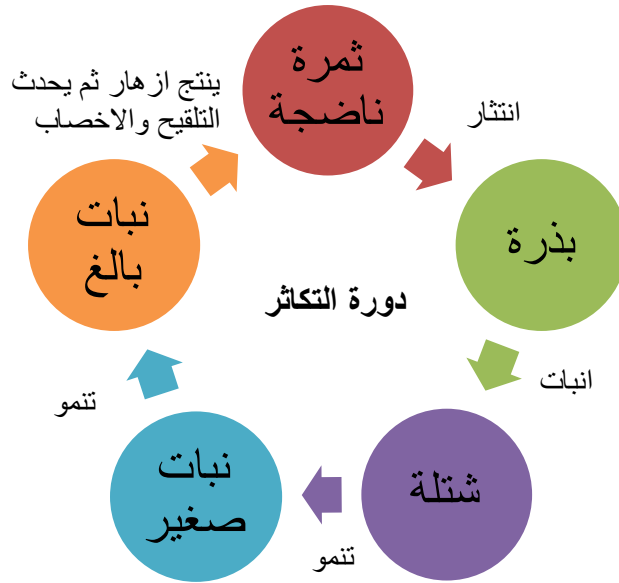 ثمرة
ناضجة
انتثار
بذرة
انبات
شتلة
تنمو
نبات
صغير
تنمو
نبات
بالغ
ينتج ازهار ثم يحدث
التلقيح والاخصاب
دورة التكاثر